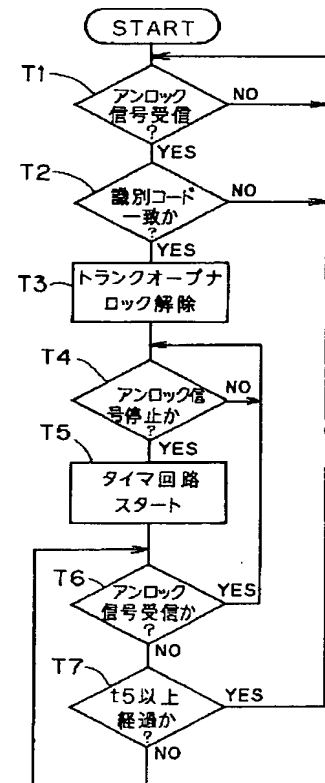 START
T1
アンロック
信号受信
?
NO
YES
T2
識別コード
一致か
?
NO
YES
T3
トランクオープナ
ロック解除
T4
アンロック信
号停止か
?
NO
YES
T5
タイマ回路
スタート
T6
アンロック
信号受信か
?
YES
NO
T7
t5以上
経過か
?
YES
NO